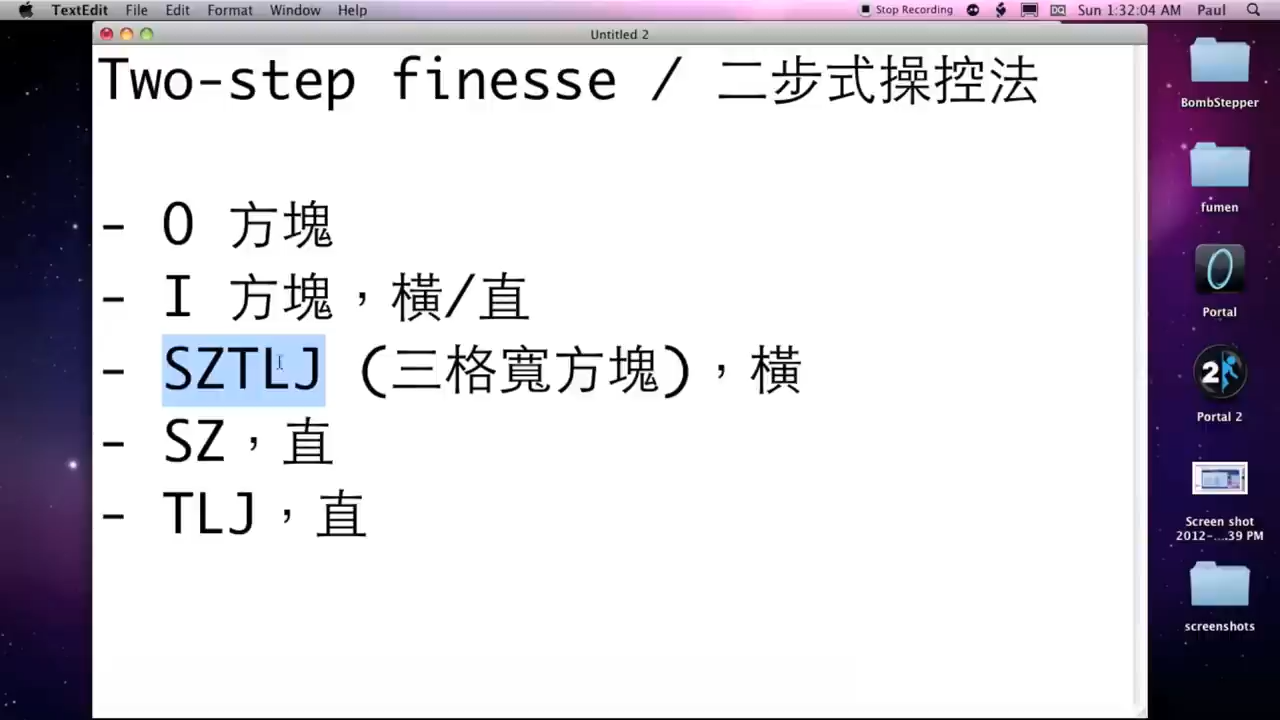 TextEdit File Edit Format Window Help Stop Recording DQ Sun 1:32:04 AM Paul
Untitled 2
Two-step finesse / 二步式操控法
- O 方塊
- I 方塊，橫/直
- SZTLJ (三格寬方塊)，橫
- SZ，直
- TLJ，直
BombStepper
fumen
Portal
2
Portal 2
Screen shot
2012-....39 PM
screenshots